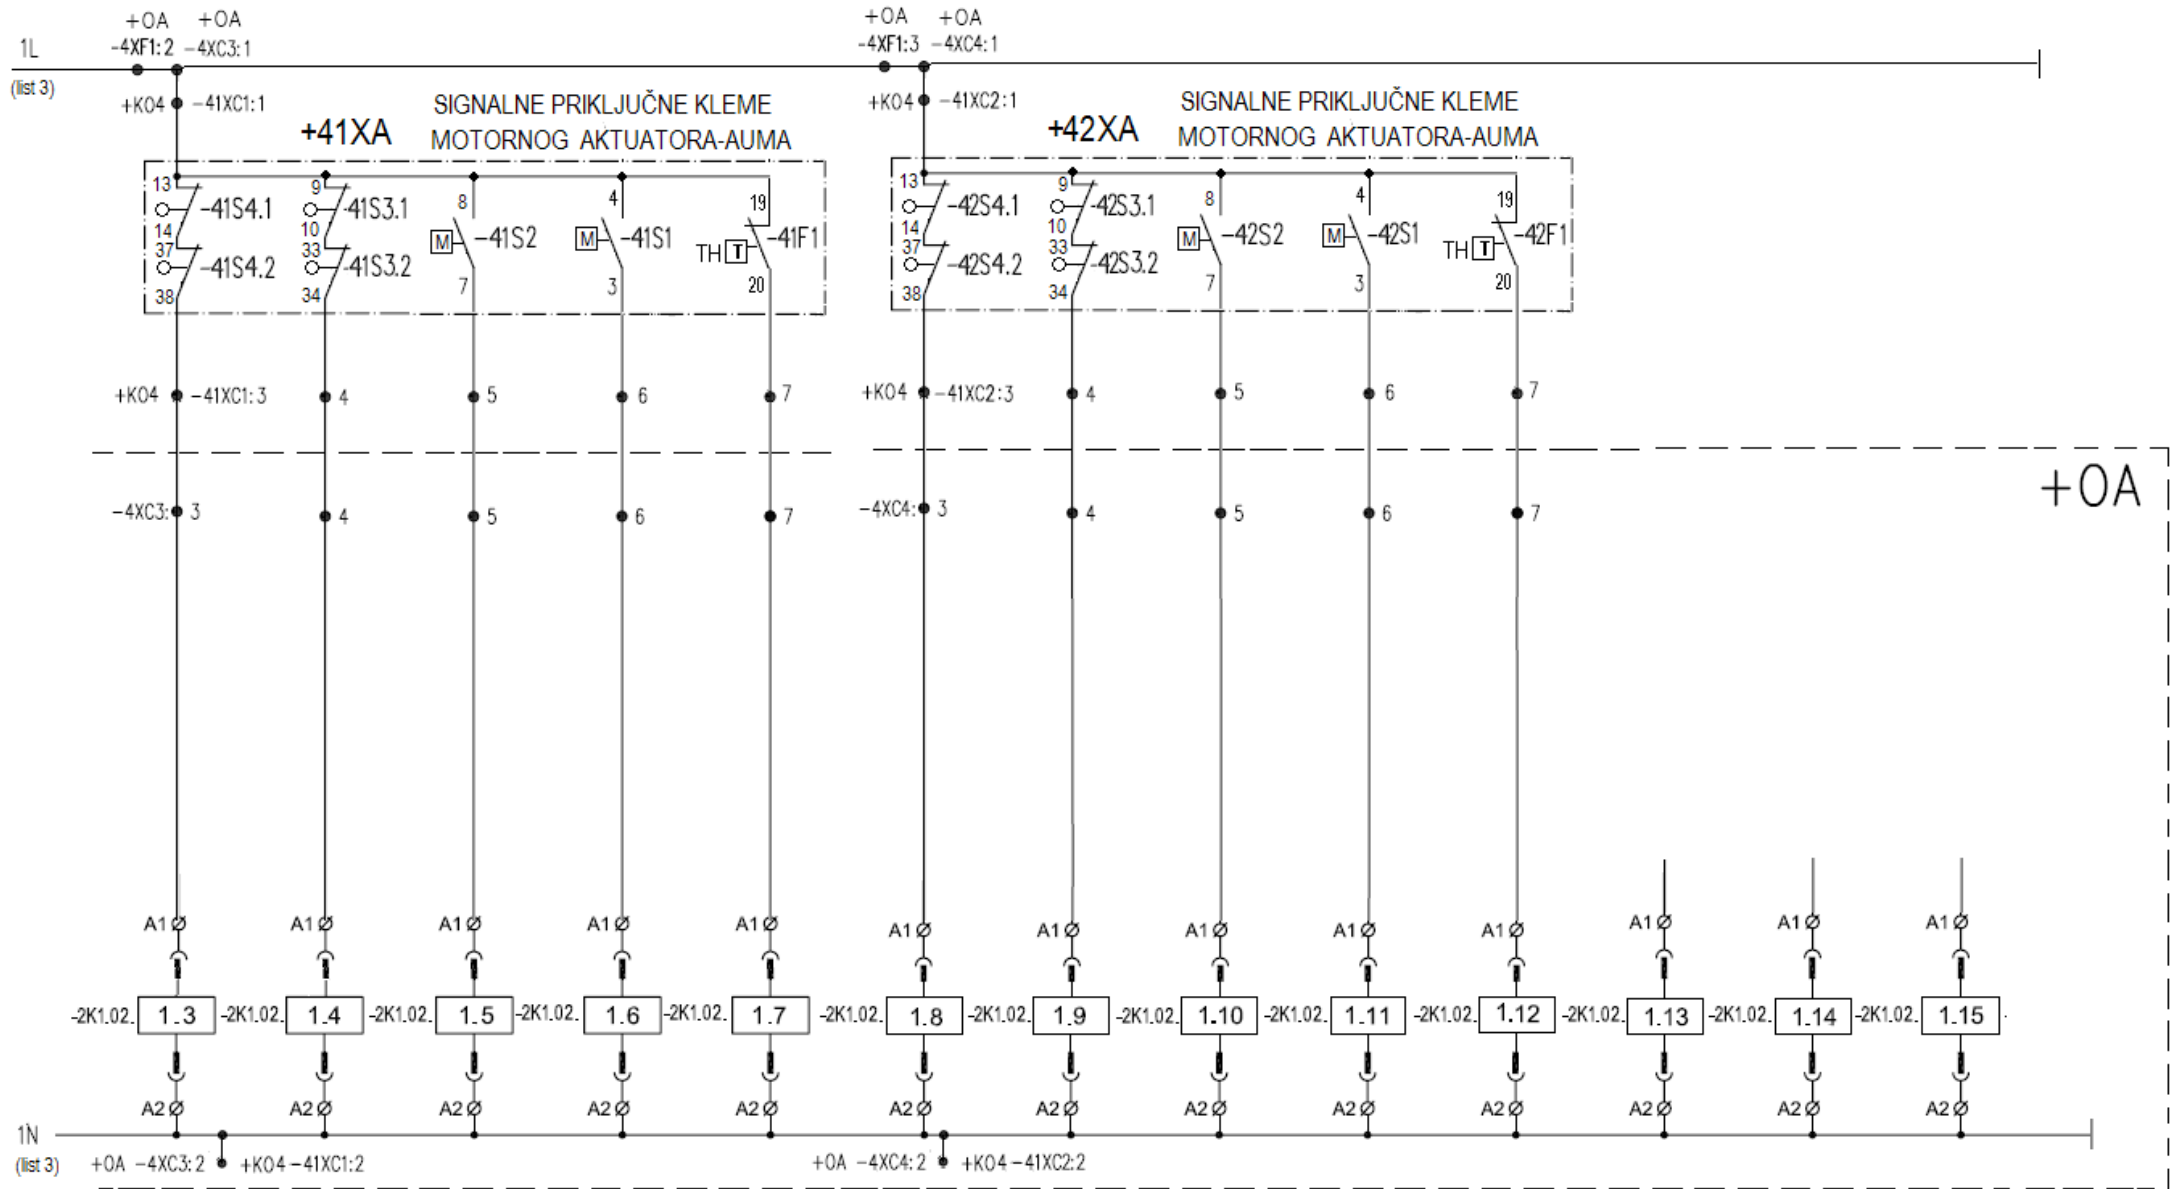 +OA +OA
-4XF1:2 -4XC3:1
1L
(list 3)
+K04 -41XC1:1
+41XA
SIGNALNE PRIKLJUČNE KLEME
MOTORNOG AKTUATORA-AUMA
13 9 8 4 19
-41S4.1 -41S3.1
14 10
M -41S2 M -41S1 TH T -41F1
37 33
-41S4.2 -41S3.2
38 34 7 3 20
+K04 -41XC1:3 4 5 6 7
-4XC3: 3 4 5 6 7
+OA +OA
-4XF1:3 -4XC4:1
+K04 -41XC2:1
+42XA
SIGNALNE PRIKLJUČNE KLEME
MOTORNOG AKTUATORA-AUMA
13 9 8 4 19
-42S4.1 -42S3.1
14 10
M -42S2 M -42S1 TH T -42F1
37 33
-42S4.2 -42S3.2
38 34 7 3 20
+K04 -41XC2:3 4 5 6 7
-4XC4: 3 4 5 6 7
+OA
A1 A1 A1 A1 A1 A1 A1 A1 A1 A1 A1 A1 A1
-2K1.02. 1.3 -2K1.02. 1.4 -2K1.02. 1.5 -2K1.02. 1.6 -2K1.02. 1.7 -2K1.02. 1.8 -2K1.02. 1.9 -2K1.02. 1.10 -2K1.02. 1.11 -2K1.02. 1.12 -2K1.02. 1.13 -2K1.02. 1.14 -2K1.02. 1.15
A2 A2 A2 A2 A2 A2 A2 A2 A2 A2 A2 A2 A2
1N
(list 3)
+OA -4XC3:2 +K04-41XC1:2
+OA -4XC4:2 +K04-41XC2:2